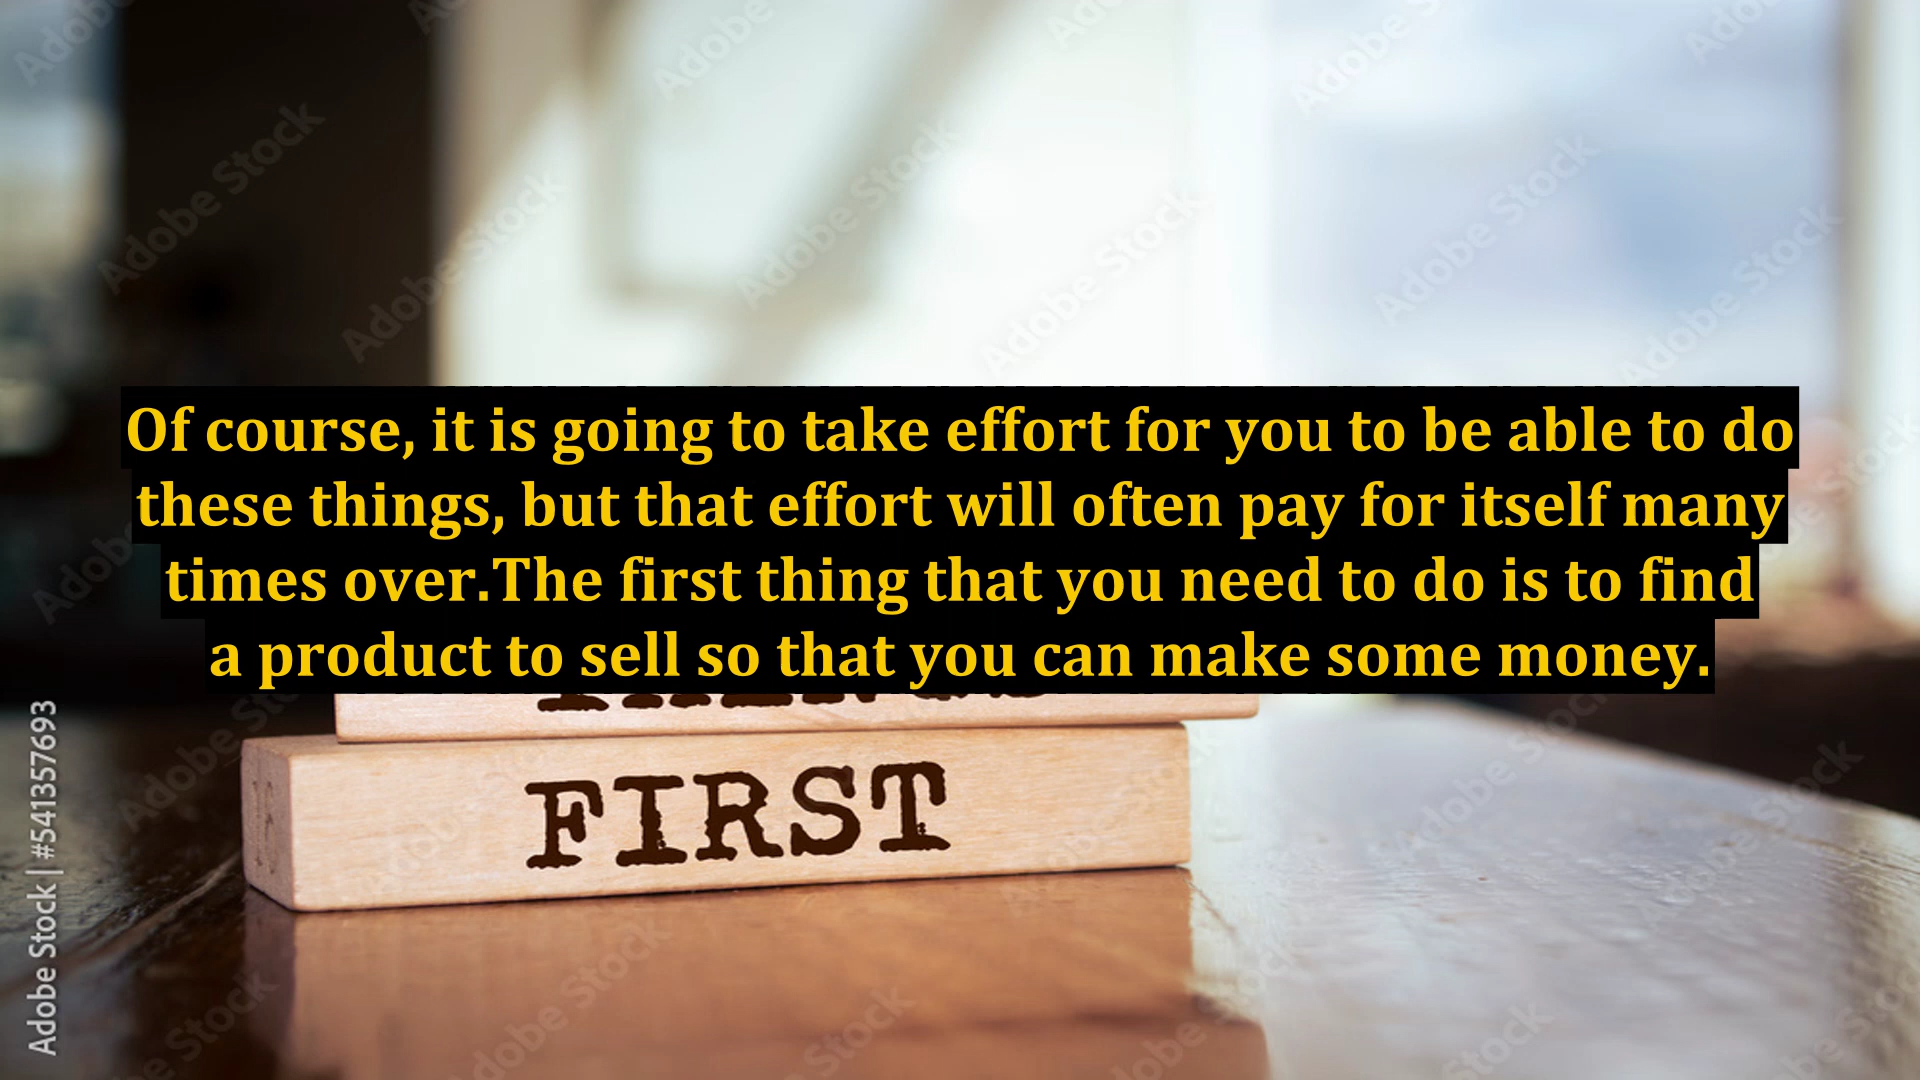 Of course, it is going to take effort for you to be able to do
these things, but that effort will often pay for itself many
times over.The first thing that you need to do is to find
a product to sell so that you can make some money.
FIRST
Adobe Stock | #541357693
Adobe Stock